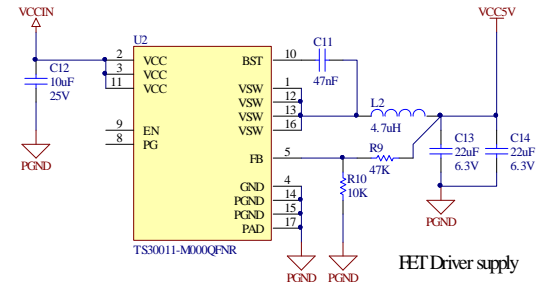 VCCIN
VCC5V
U2
C11
47nF
C12
10uF
25V
2
3
11
VCC
VCC
VCC
BST
10
VSW
VSW
VSW
VSW
1
12
13
16
L2
4.7uH
9
8
EN
PG
FB
5
R9
47K
C13
22uF
6.3V
C14
22uF
6.3V
R10
10K
GND
PGND
PGND
PAD
4
14
15
17
PGND
PGND
TS30011-M000QFNR
PGND
PGND
FET Driver supply